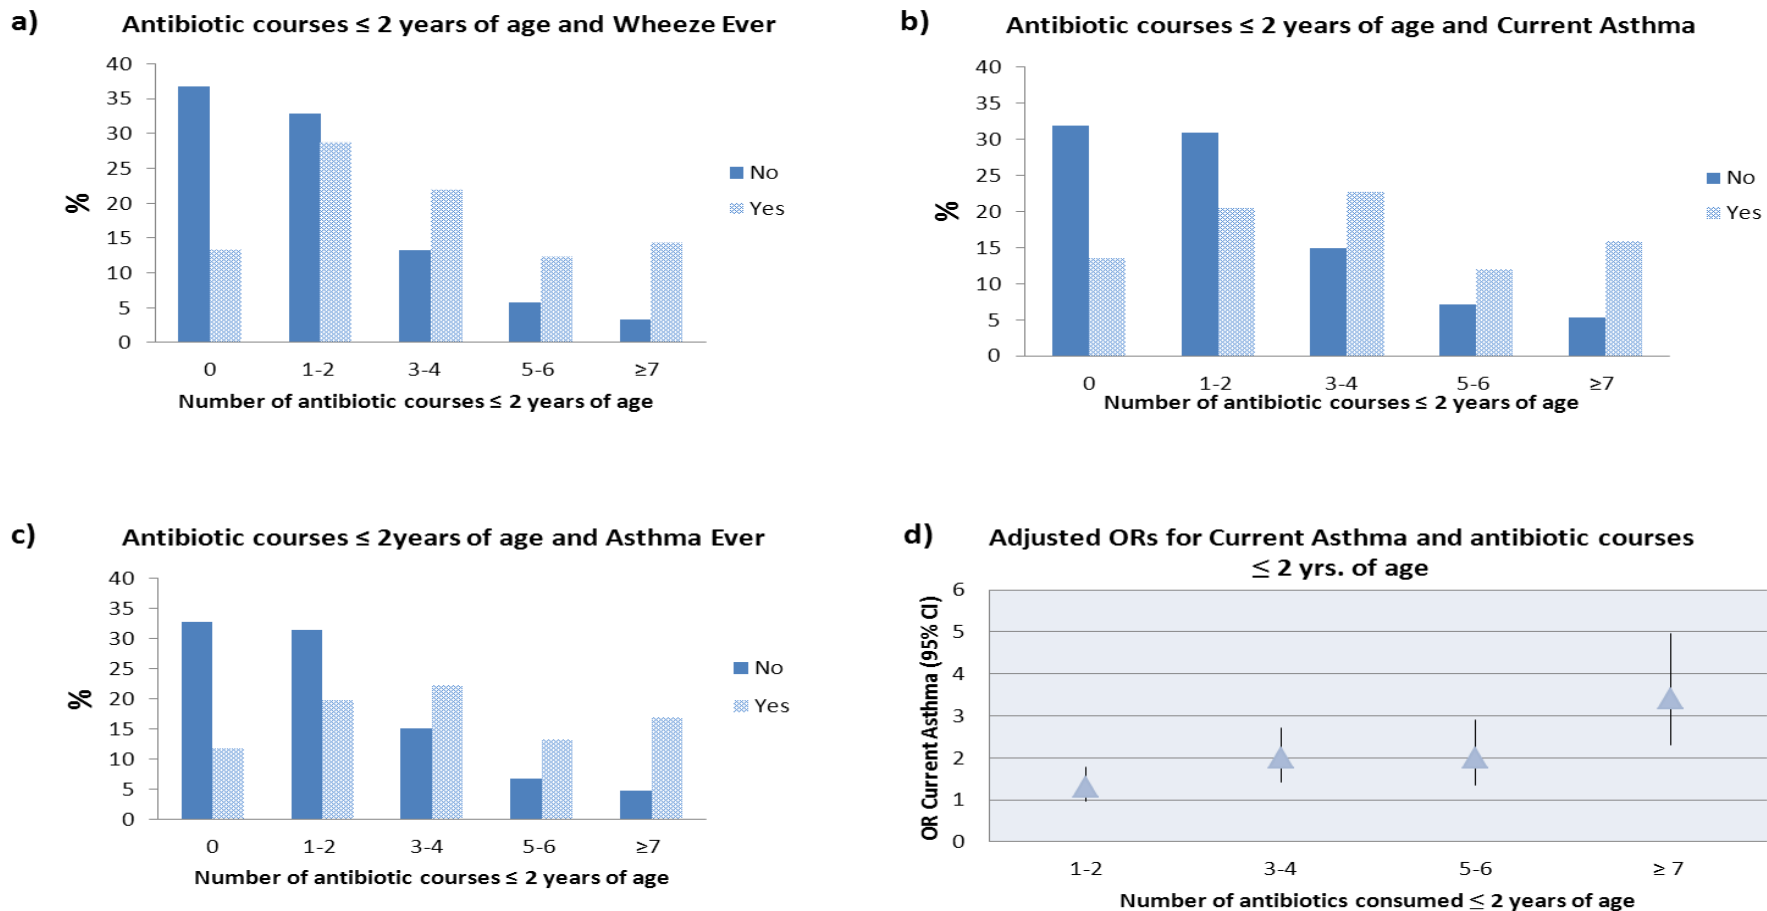 a)
Antibiotic courses ≤ 2 years of age and Wheeze Ever
40
35
30
25
20
15
10
5
0
%
0 1-2 3-4 5-6 ≥7
Number of antibiotic courses ≤ 2 years of age
No
Yes
b)
Antibiotic courses ≤ 2 years of age and Current Asthma
40
35
30
25
20
15
10
5
0
%
0 1-2 3-4 5-6 ≥7
Number of antibiotic courses ≤ 2 years of age
No
Yes
c)
Antibiotic courses ≤ 2years of age and Asthma Ever
40
35
30
25
20
15
10
5
0
%
0 1-2 3-4 5-6 ≥7
Number of antibiotic courses ≤ 2 years of age
No
Yes
d)
Adjusted ORs for Current Asthma and antibiotic courses
≤ 2 yrs. of age
OR Current Asthma (95% CI)
6
5
4
3
2
1
0
1-2 3-4 5-6 ≥ 7
Number of antibiotics consumed ≤ 2 years of age